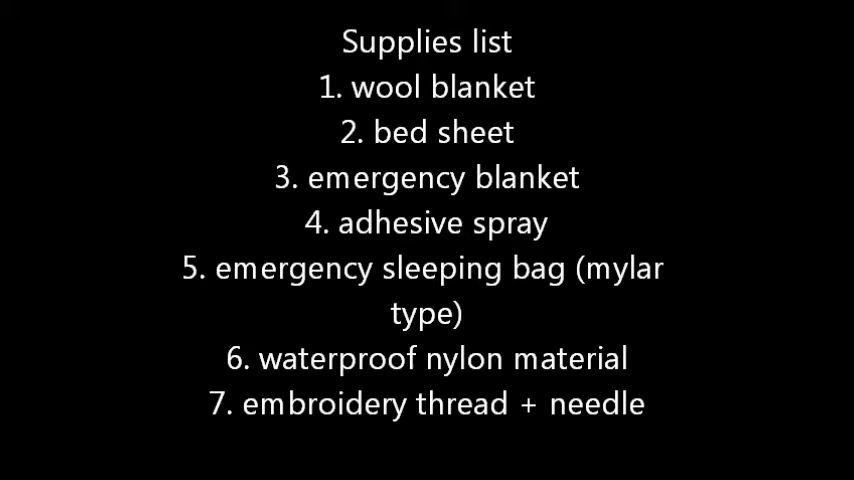 Supplies list
1. wool blanket
2. bed sheet
3. emergency blanket
4. adhesive spray
5. emergency sleeping bag (mylar
type)
6. waterproof nylon material
7. embroidery thread + needle